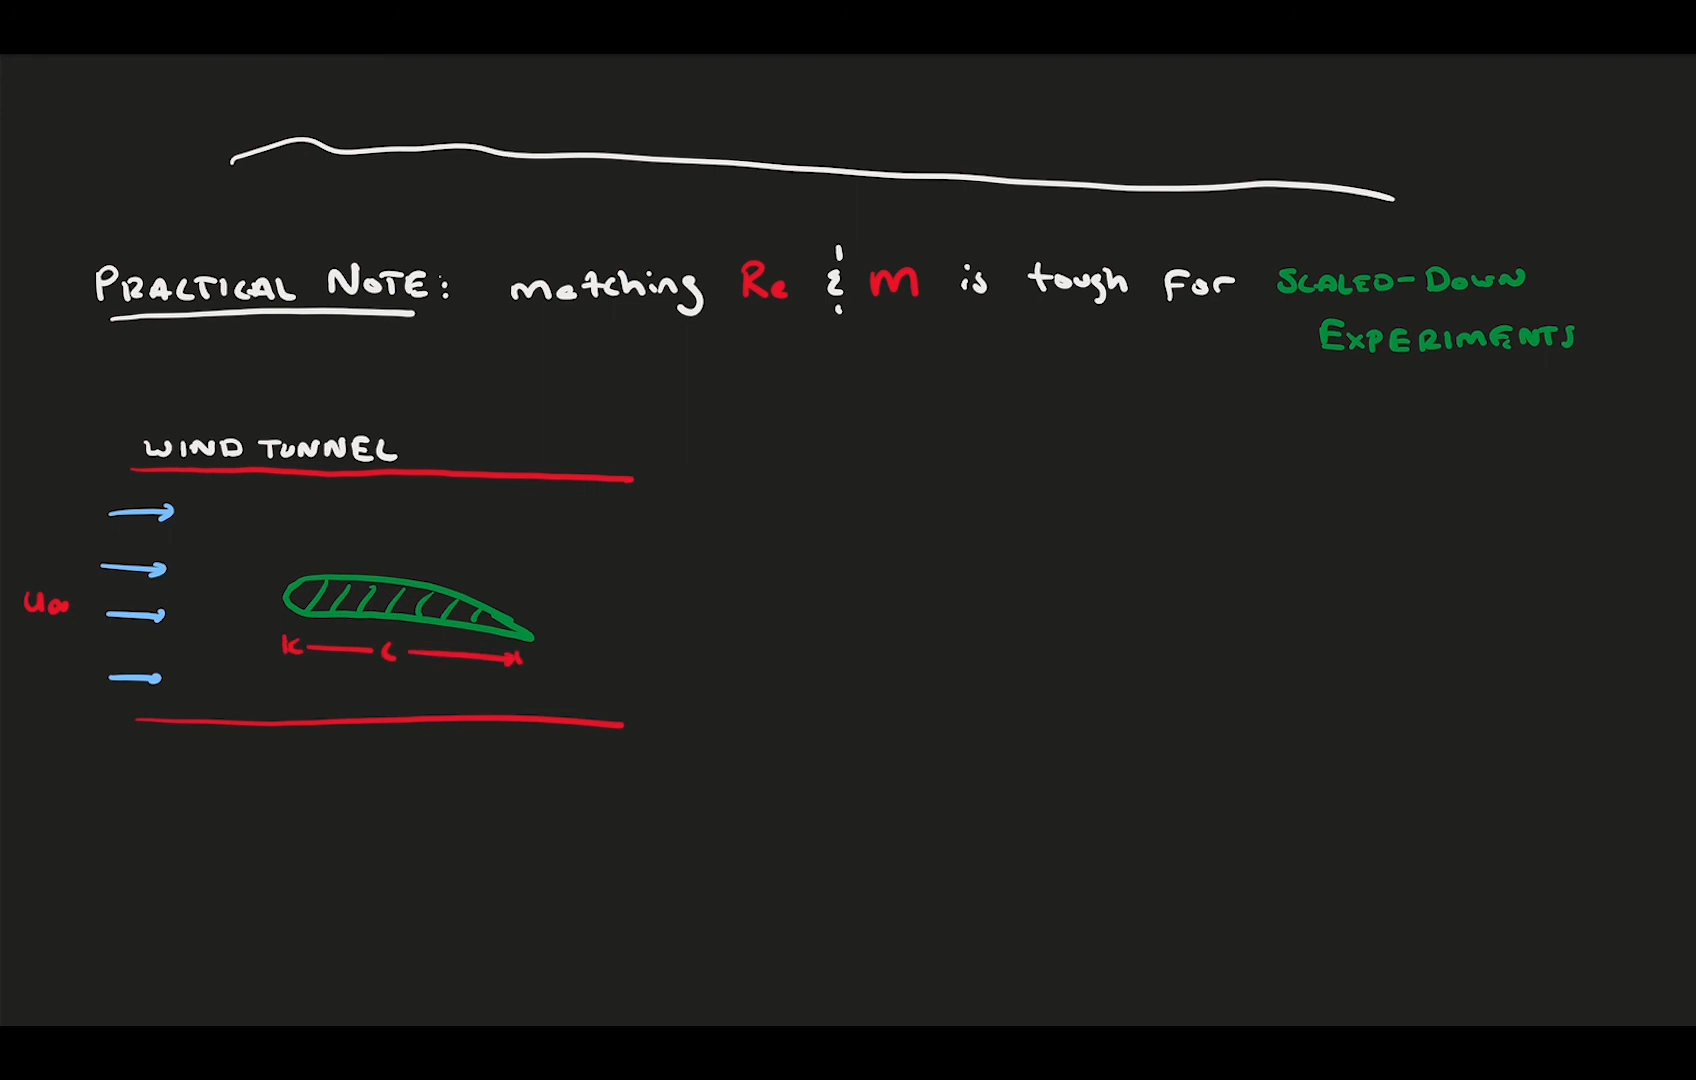 PRACTICAL NOTE: matching Re & M is tough for SCALED-DOWN
EXPERIMENTS
WIND TUNNEL
u∞
c